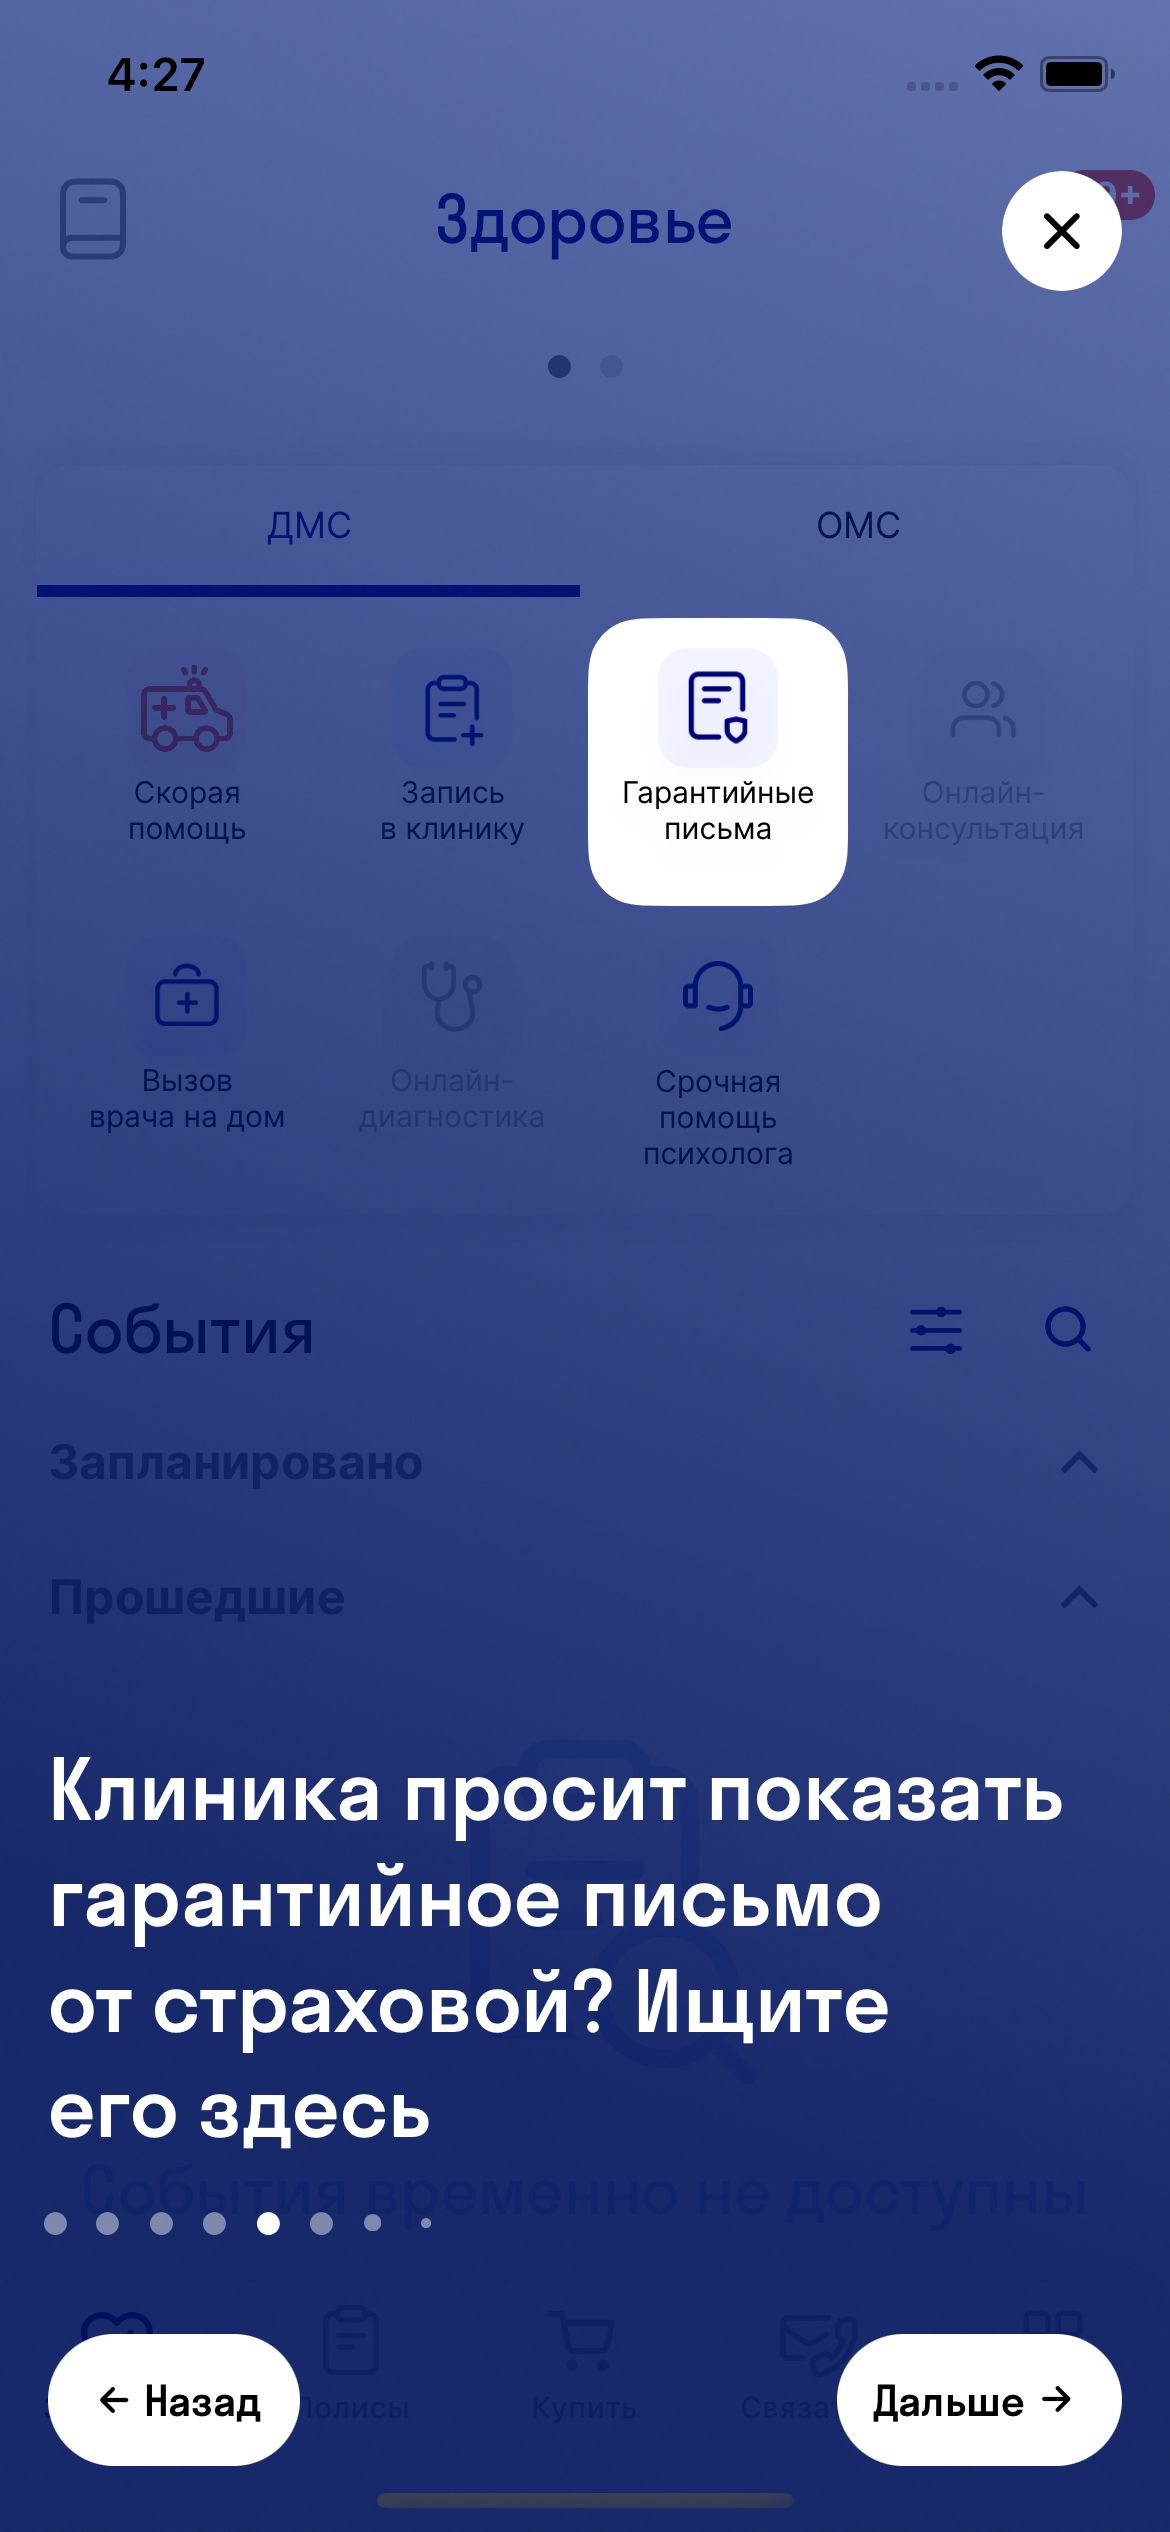 4:27
Здоровье
ДМС
ОМС
Скорая
помощь
Запись
в клинику
Гарантийные
письма
Онлайн-
консультация
Вызов
врача на дом
Онлайн-
диагностика
Срочная
помощь
психолога
События
Запланировано
Прошедшие
Клиника просит показать
гарантийное письмо
от страховой? Ищите
его здесь
События временно не доступны
← Назад
Купить
Дальше →